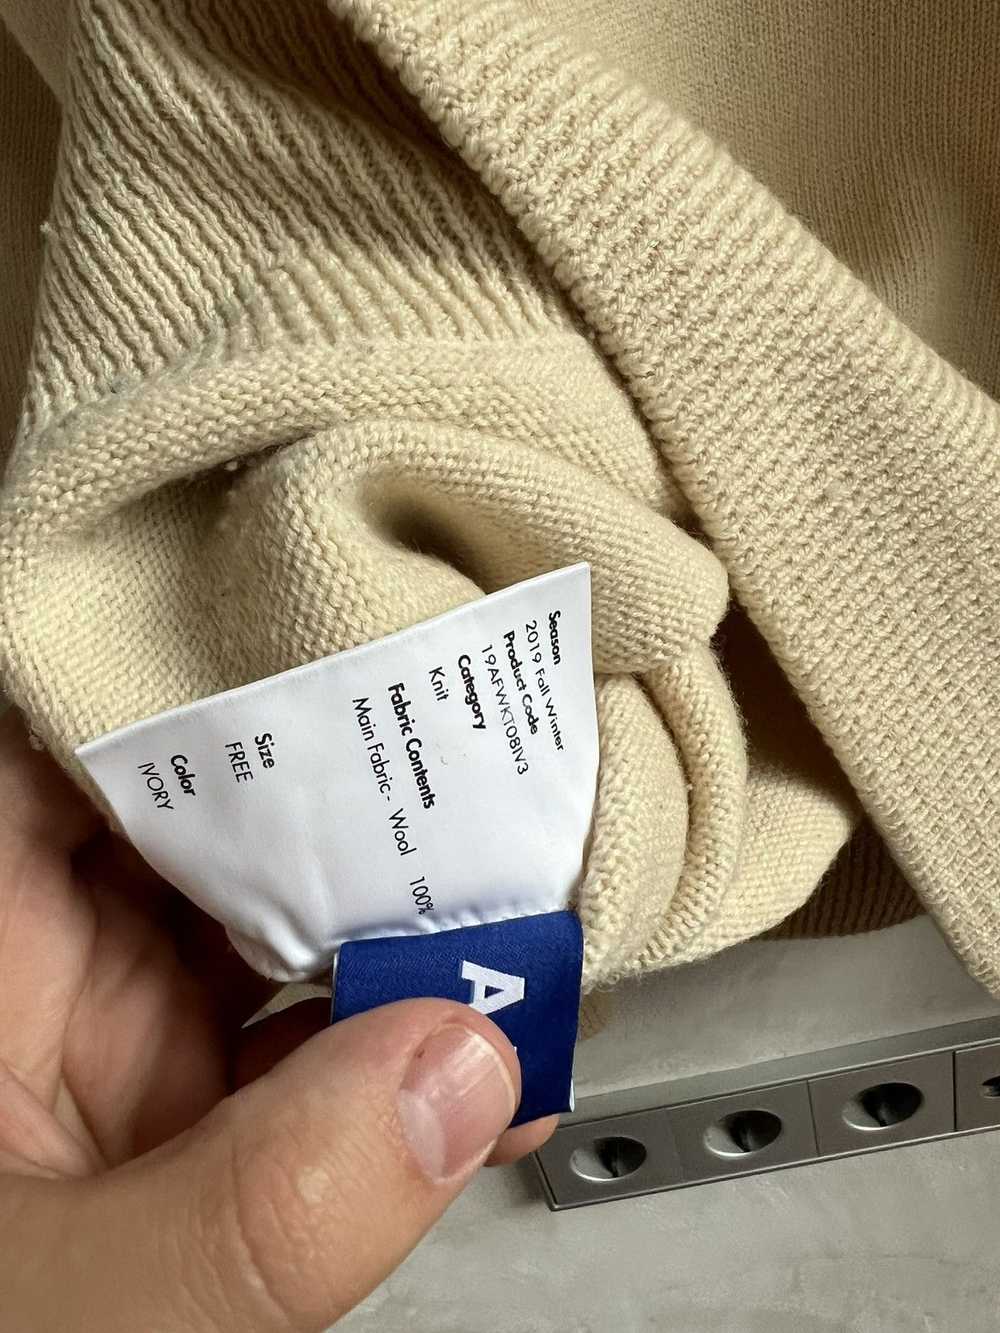 Season
2019 Fall Winter
Product Code
19AFWKT08IV3
Category
Knit
Fabric Contents
Main Fabric- Wool 100%
Size
FREE
Color
IVORY
A